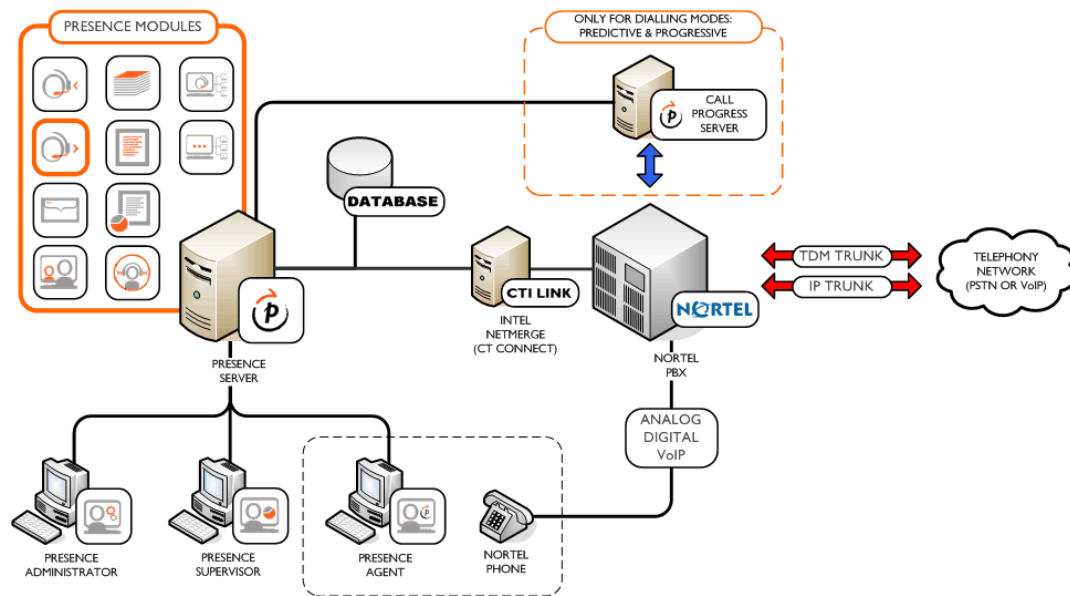 PRESENCE MODULES
ONLY FOR DIALLING MODES:
PREDICTIVE & PROGRESSIVE
CALL
PROGRESS
SERVER
DATABASE
TDM TRUNK
IP TRUNK
TELEPHONY
NETWORK
(PSTN OR VoIP)
CTI LINK
INTEL
NETMERGE
(CT CONNECT)
NORTEL
NORTEL
PBX
PRESENCE
SERVER
ANALOG
DIGITAL
VoIP
PRESENCE
ADMINISTRATOR
PRESENCE
SUPERVISOR
PRESENCE
AGENT
NORTEL
PHONE